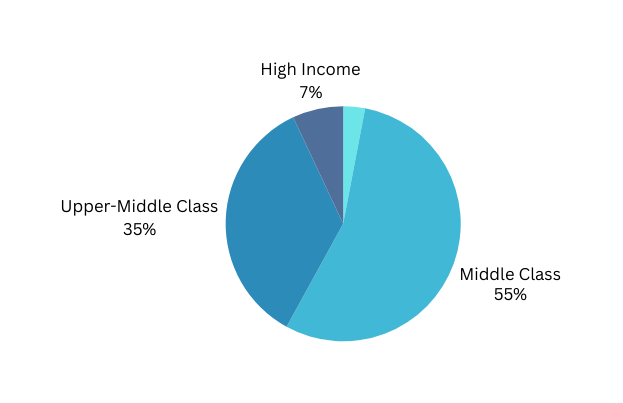 High Income
7%
Upper-Middle Class
35%
Middle Class
55%